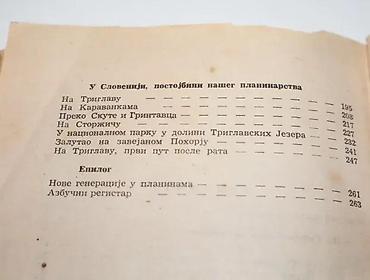 У Словенији, постојбини нашег планинарства
На Триглаву — — — — — — — — 195
На Караванкама — — — — — — — 208
Преко Скуте и Гринтавца — — — — — 217
На Сторжичу — — — — — — — — 227
У националном парку у долини Триглавских Језера — 232
Залутао на завејаном Похорју — — — — 241
На Триглаву, први пут после рата — — — 247
Епилог
Нове генерације у планинама — — — — — 261
Азбучни регистар — — — — — — — 263